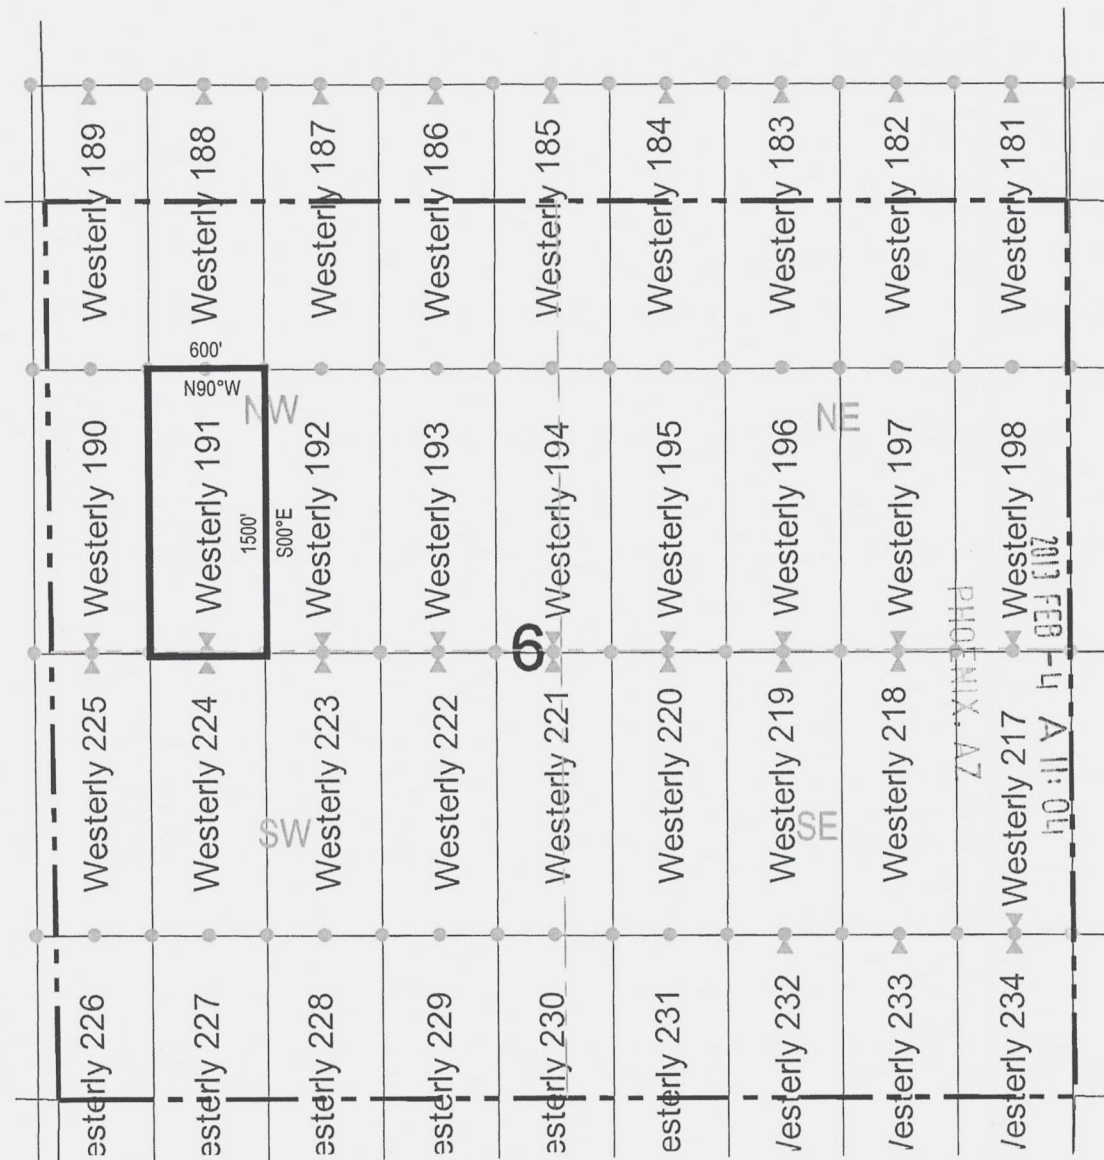 Westerly 189
Westerly 188
Westerly 187
Westerly 186
Westerly 185
Westerly 184
Westerly 183
Westerly 182
Westerly 181
600'
N90°W
NW
NE
Westerly 190
Westerly 191
1500'
S00°E
Westerly 192
Westerly 193
Westerly 194
Westerly 195
Westerly 196
Westerly 197
Westerly 198
6
2013 FEB -4 A 11: 04
PHOENIX, AZ
Westerly 225
Westerly 224
Westerly 223
Westerly 222
Westerly 221
Westerly 220
Westerly 219
Westerly 218
Westerly 217
SW
SE
esterly 226
esterly 227
esterly 228
esterly 229
esterly 230
esterly 231
Westerly 232
Westerly 233
Westerly 234